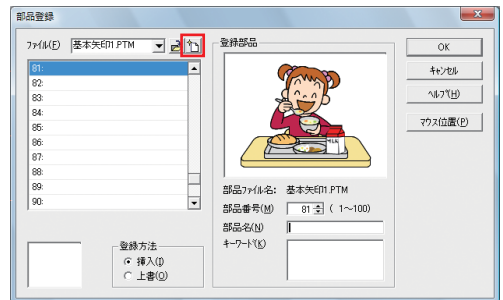 部品登録
ファイル(F) 基本矢印1.PTM
81:
82:
83:
84:
85:
86:
87:
88:
89:
90:
登録方法
挿入(I)
上書(O)
登録部品
MILK
部品ファイル名: 基本矢印1.PTM
部品番号(M) 81 ( 1～100)
部品名(N)
キーワード(K)
OK
キャンセル
ヘルプ(H)
マウス位置(P)